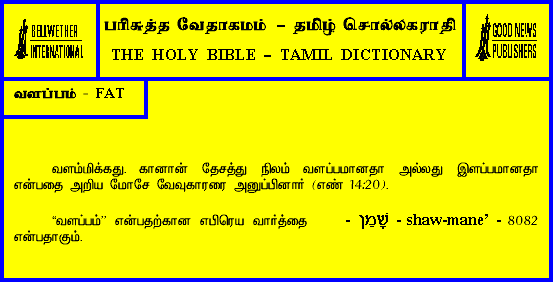 BELLWETHER
INTERNATIONAL
பரிசுத்த வேதாகமம் – தமிழ் சொல்லகராதி
THE HOLY BIBLE – TAMIL DICTIONARY
GOOD NEWS
PUBLISHERS
வளப்பம் - FAT
வளம்மிக்கது. கானான் தேசத்து நிலம் வளப்பமானதா அல்லது இளப்பமானதா
என்பதை அறிய மோசே வேவுகாரரை அனுப்பினார் (எண் 14:20).
“வளப்பம்” என்பதற்கான எபிரெய வார்த்தை - שָׁמֵן - shaw-mane’ - 8082
என்பதாகும்.